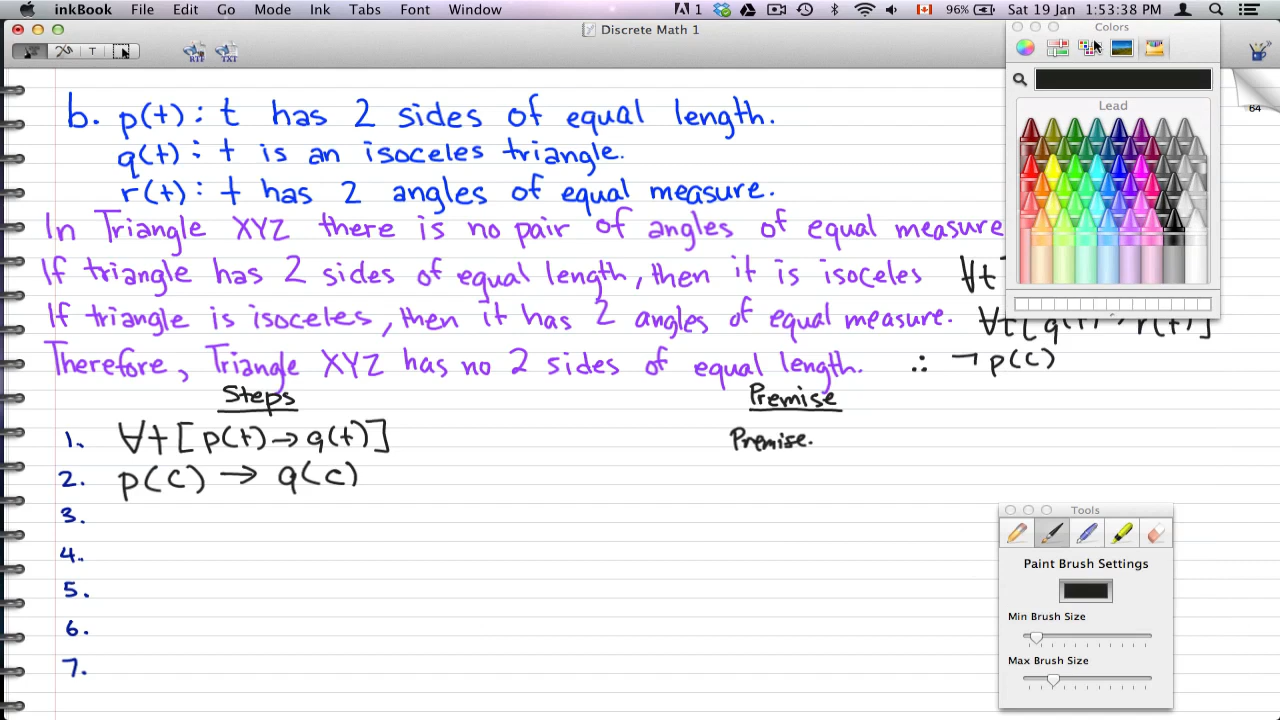 inkBook File Edit Go Mode Ink Tabs Font Window 1 96% Sat 19 Jan 1:53:38 PM
Discrete Math 1
Colors
RTF TXT
Lead
64
b. p(t): t has 2 sides of equal length.
q(t): t is an isoceles triangle.
r(t): t has 2 angles of equal measure.
In Triangle XYZ there is no pair of angles of equal measure
If triangle has 2 sides of equal length, then it is isoceles ∀t
If triangle is isoceles, then it has 2 angles of equal measure. ∀t[q(t) → r(t)]
Therefore, Triangle XYZ has no 2 sides of equal length. ∴ ¬p(C)
Steps Premise
1. ∀t[p(t)→q(t)] Premise.
2. p(C) → q(c)
3.
4.
5.
6.
7.
Tools
Paint Brush Settings
Min Brush Size
Max Brush Size